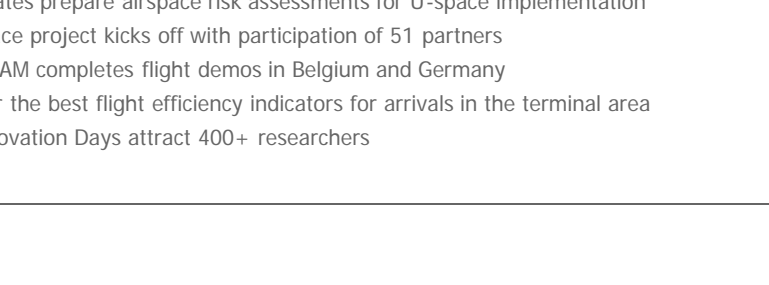 ates prepare airspace risk assessments for U-space implementation
ce project kicks off with participation of 51 partners
AM completes flight demos in Belgium and Germany
r the best flight efficiency indicators for arrivals in the terminal area
ovation Days attract 400+ researchers